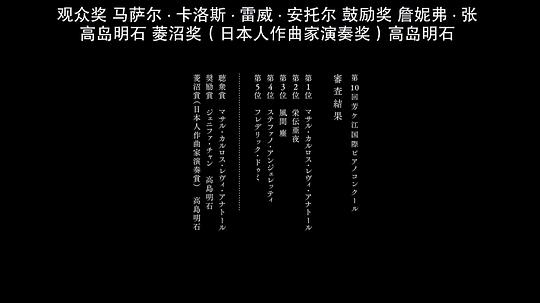 观众奖 马萨尔·卡洛斯·雷威·安托尔 鼓励奖 詹妮弗·张
高岛明石 菱沼奖（日本人作曲家演奏奖）高岛明石
第10回芳ヶ江国際ピアノコンクール
審査結果
第1位 マサル・カルロス・レヴィ・アナトール
第2位 栄伝亜夜
第3位 風間塵
第4位 ステファノ・アンジェレッティ
第5位 フレデリック・ドゥミ
聴衆賞 マサル・カルロス・レヴィ・アナトール
奨励賞 ジェニファ・チャン 高島明石
菱沼賞（日本人作曲家演奏賞） 高島明石